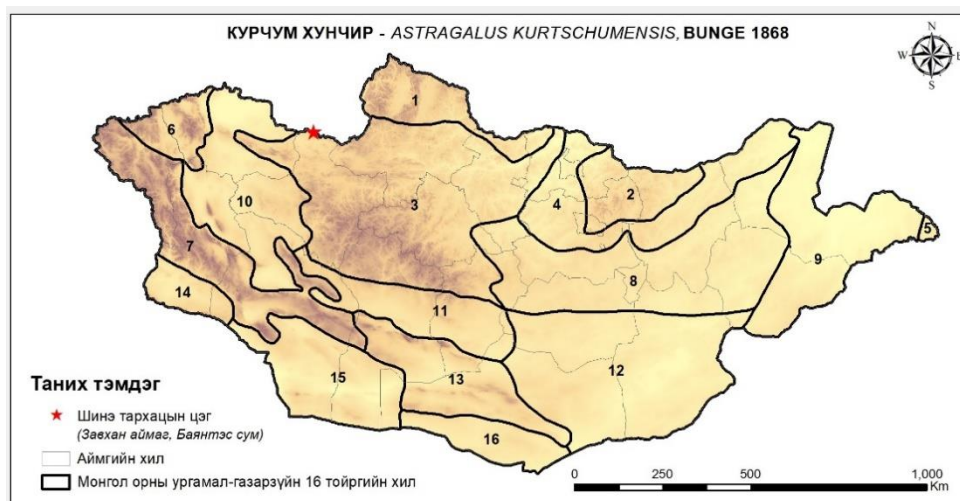 КУРЧУМ ХУНЧИР - ASTRAGALUS KURTSCHUMENSIS, BUNGE 1868
N
W E
S
1
6
2
3
4
10
5
7
9
8
14
11
12
13
15
16
Таних тэмдэг
Шинэ тархацын цэг
(Завхан аймаг, Баянтэс сум)
Аймгийн хил
Монгол орны ургамал-газарзүйн 16 тойргийн хил
0 250 500 1,000
Km